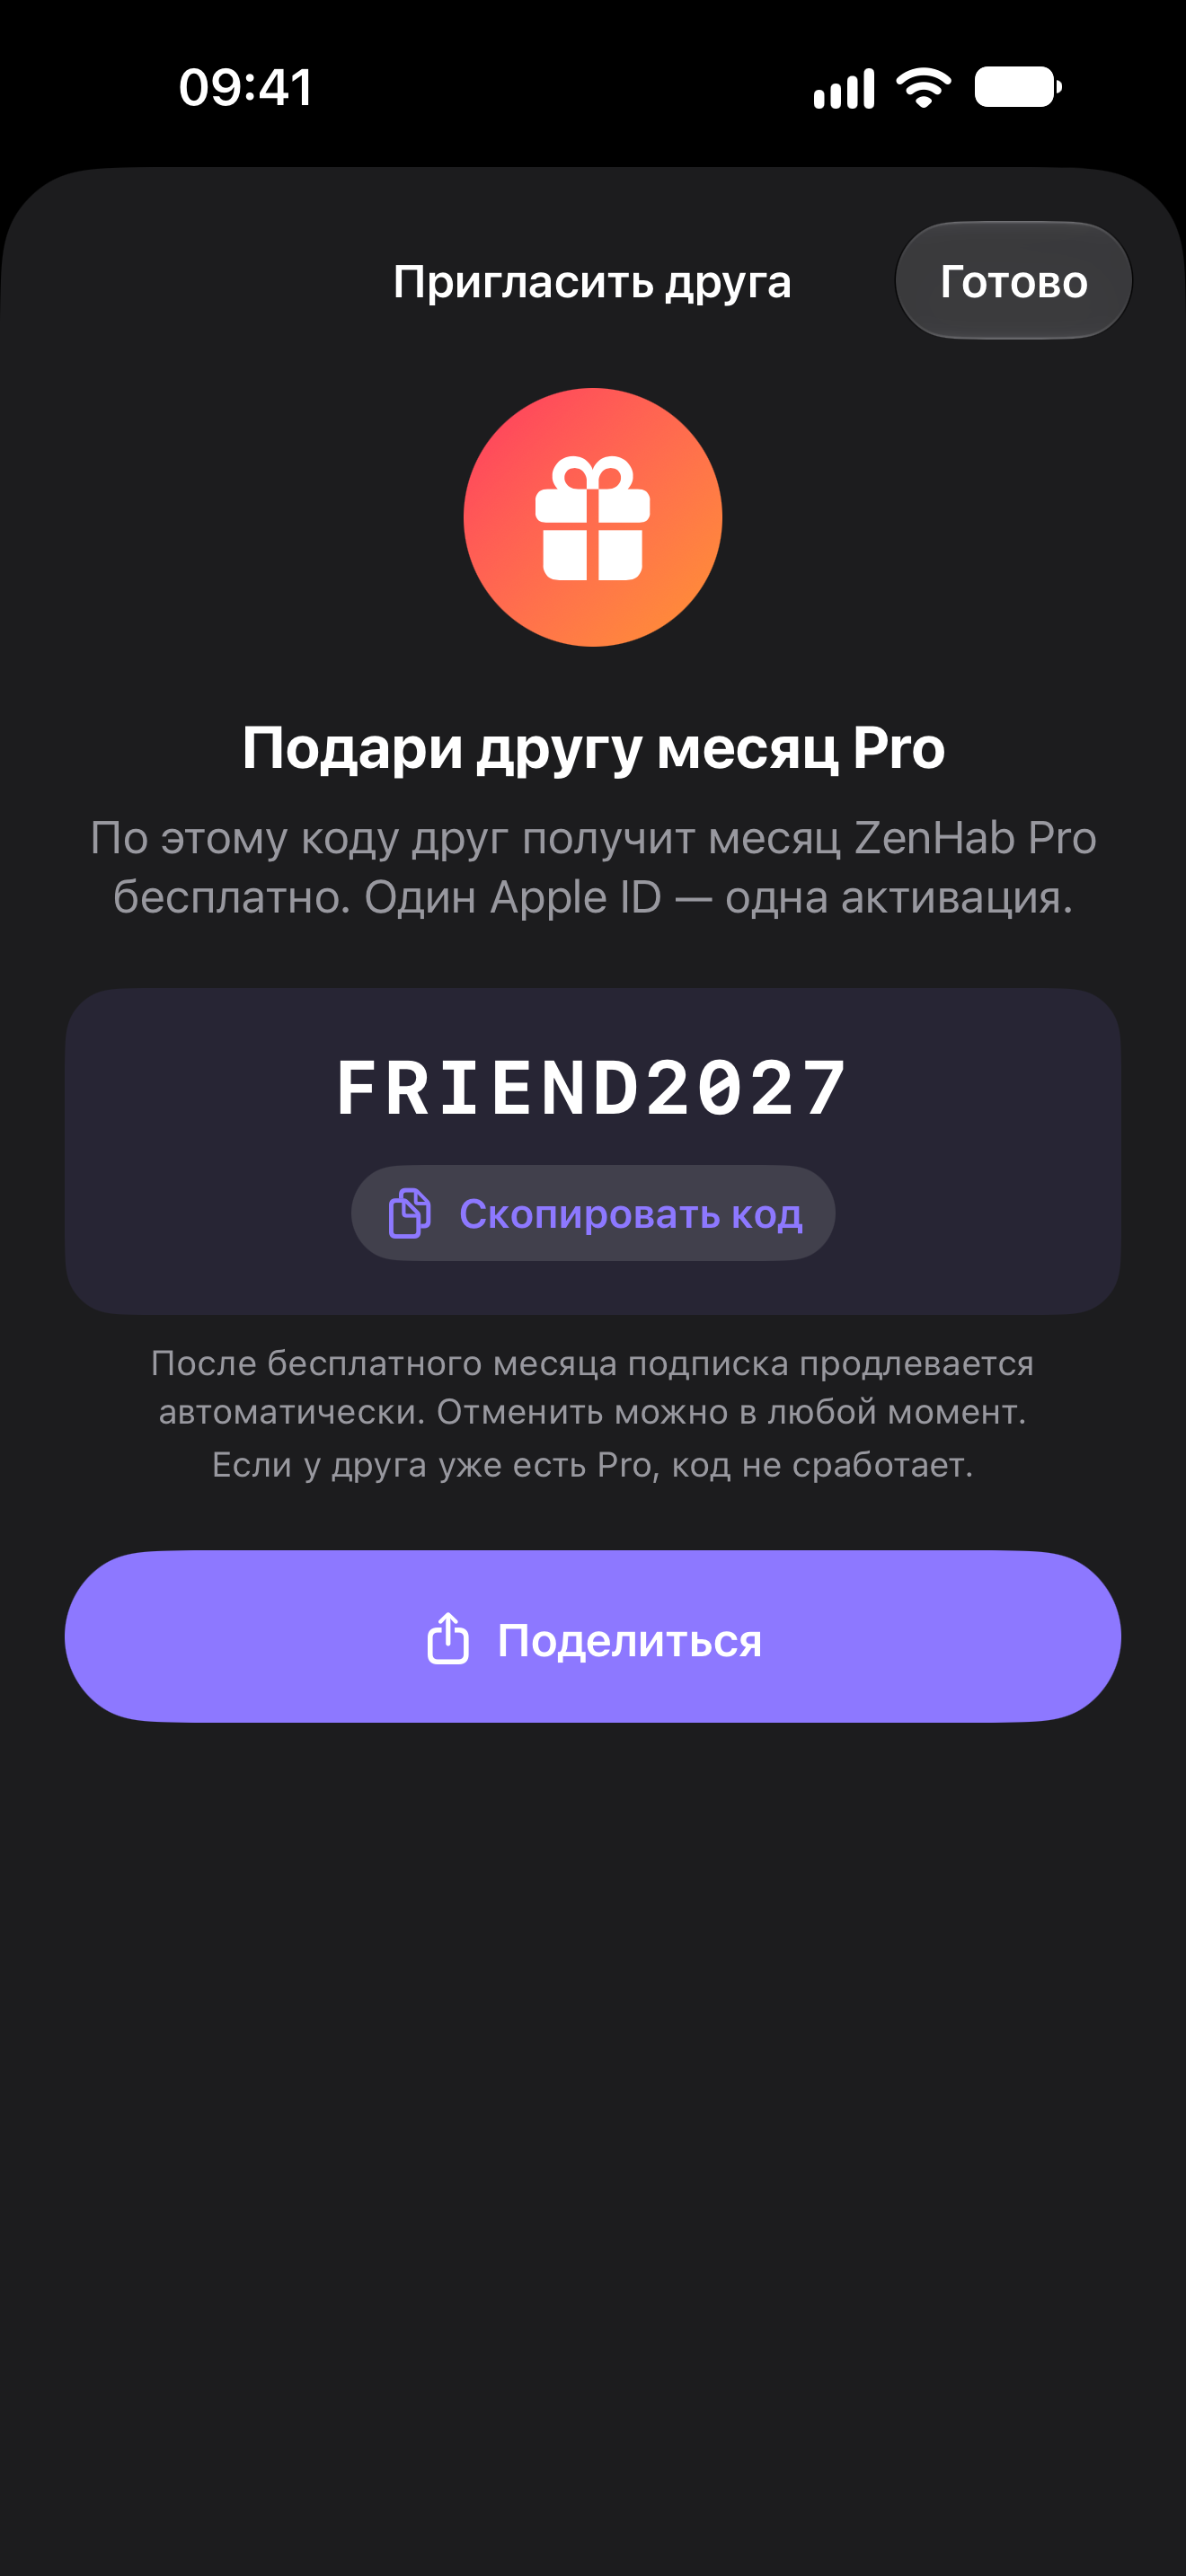 09:41
Пригласить друга
Готово
Подари другу месяц Pro
По этому коду друг получит месяц ZenHab Pro
бесплатно. Один Apple ID — одна активация.
FRIEND2027
Скопировать код
После бесплатного месяца подписка продлевается
автоматически. Отменить можно в любой момент.
Если у друга уже есть Pro, код не сработает.
Поделиться